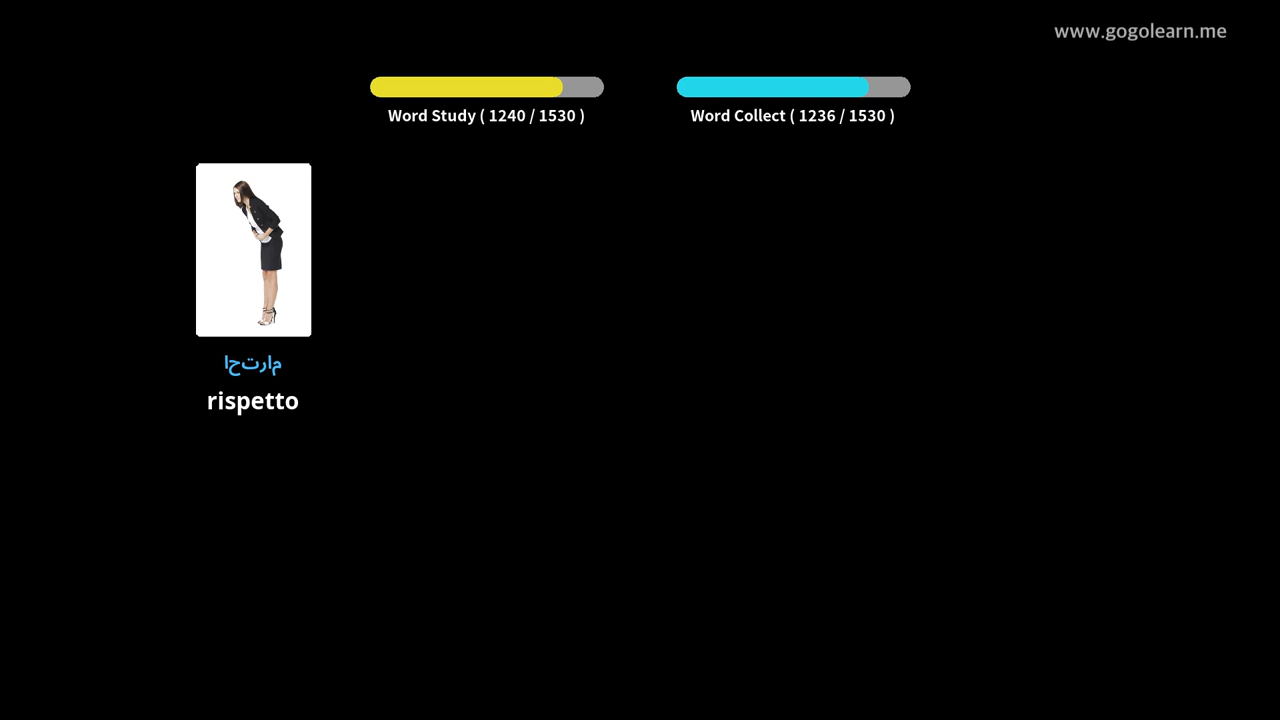 www.gogolearn.me
Word Study ( 1240 / 1530 )
Word Collect ( 1236 / 1530 )
احترام
rispetto